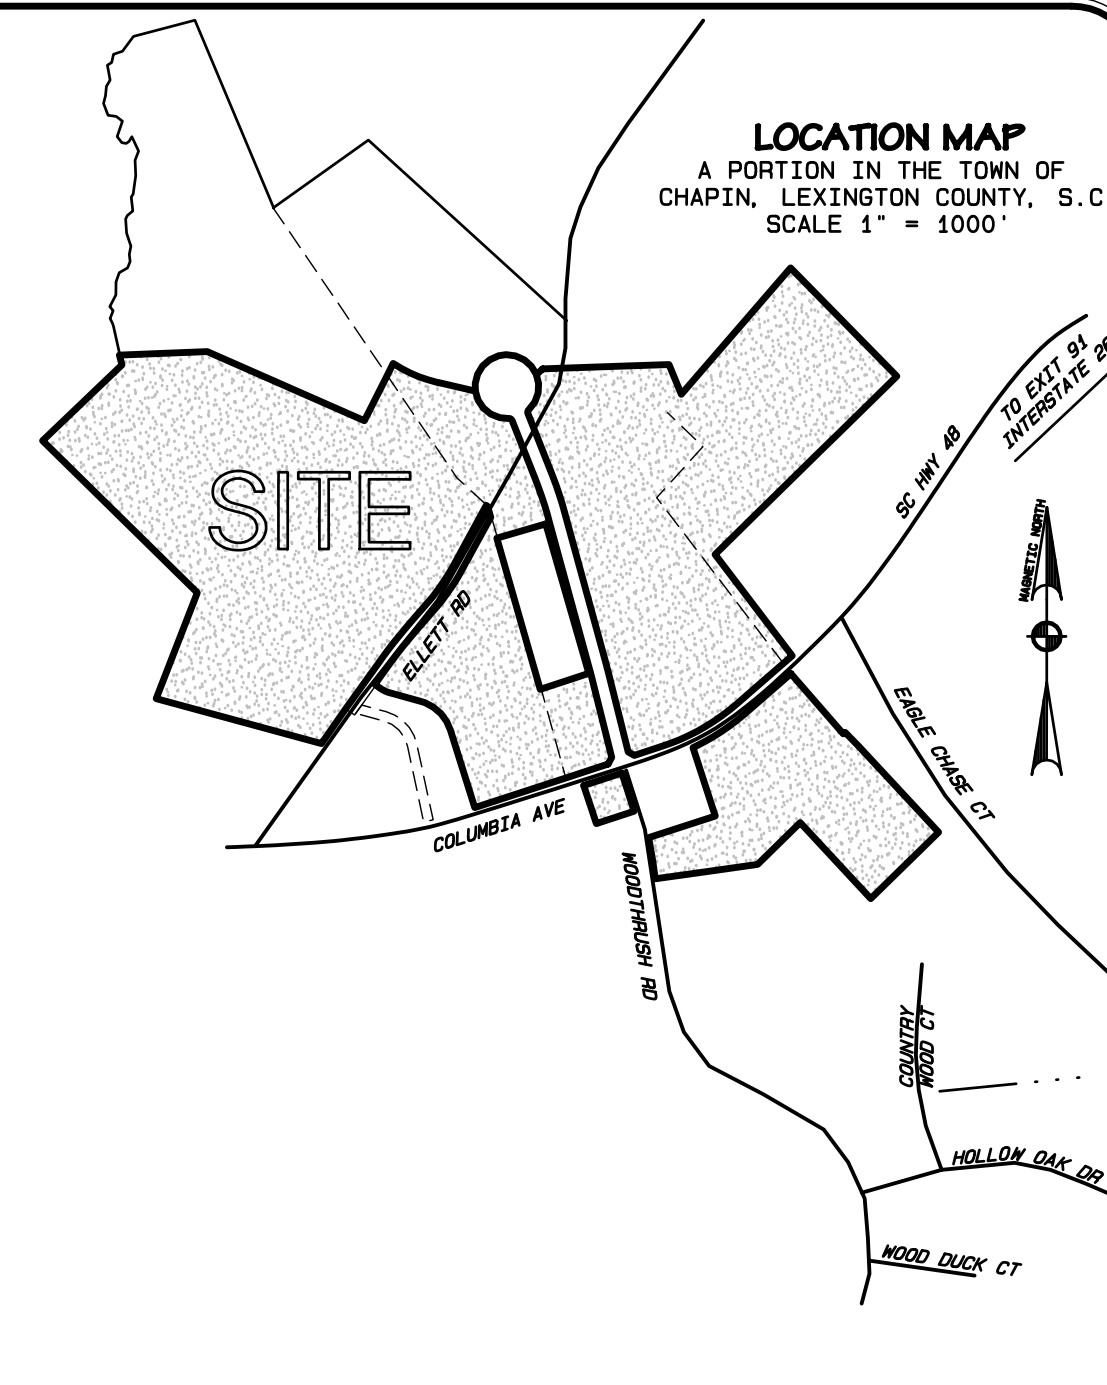 LOCATION MAP
A PORTION IN THE TOWN OF
CHAPIN, LEXINGTON COUNTY, S.C
SCALE 1" = 1000'
TO EXIT 91
INTERSTATE 26
SC HWY 48
SITE
MAGNETIC NORTH
ELLETT RD
EAGLE CHASE CT
COLUMBIA AVE
WOODTHRUSH RD
COUNTRY
WOOD CT
HOLLOW OAK DR
WOOD DUCK CT